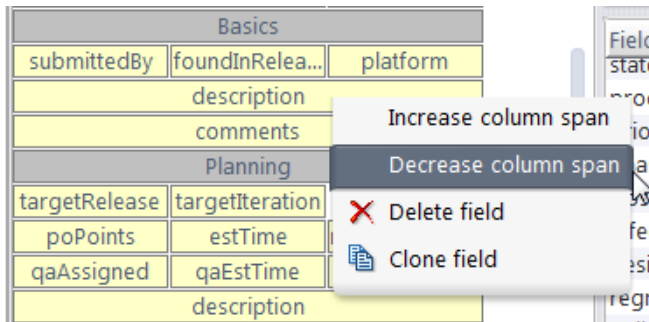 Basics
submittedBy foundInRelea... platform
description
comments
Planning
targetRelease targetIteration
poPoints estTime
qaAssigned qaEstTime
description
Increase column span
Decrease column span
Delete field
Clone field